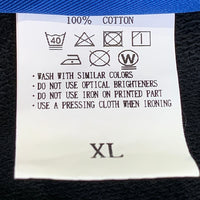 100% COTTON
40
• WASH WITH SIMILAR COLORS
• DO NOT USE OPTICAL BRIGHTENERS
• DO NOT USE IRON ON PRINTED PART
• USE A PRESSING CLOTH WHEN IRONING
XL